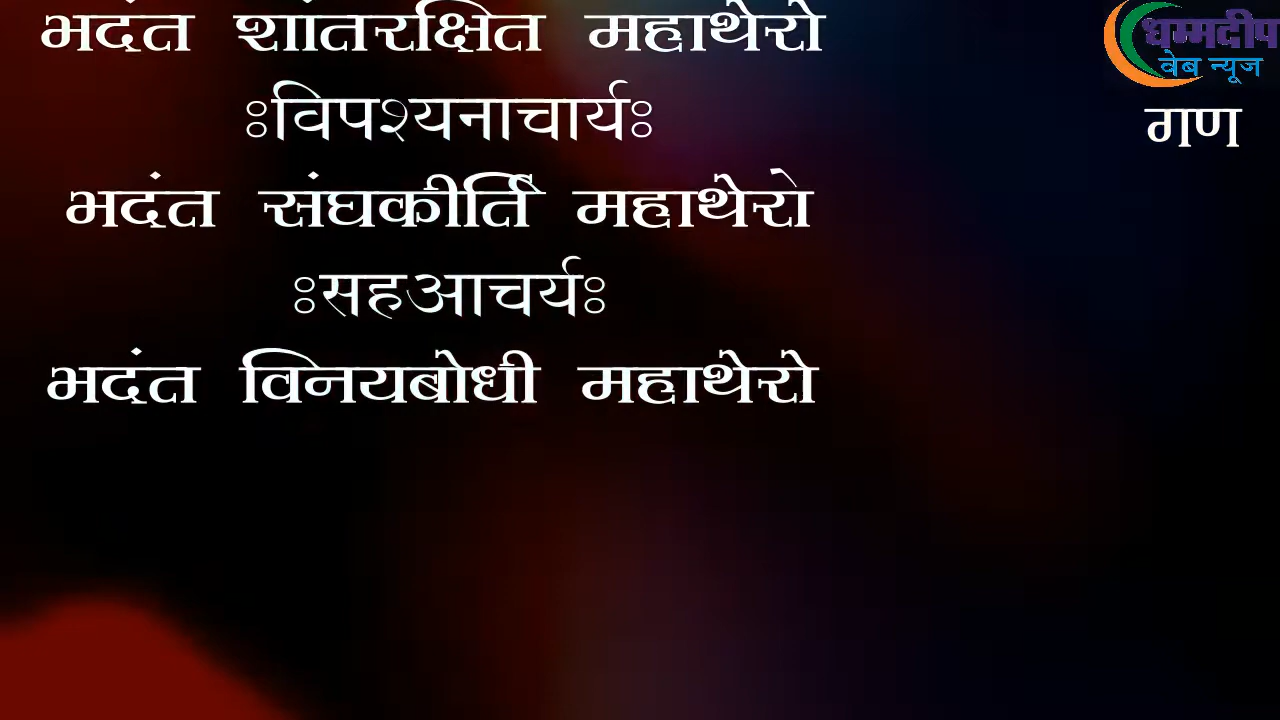 भदंत शांतरक्षित महाथेरो
धम्मदीप
वेब न्यूज
ःविपश्यनाचार्यः
गण
भदंत संघकीर्ति महाथेरो
ःसहआचर्यः
भदंत विनयबोधी महाथेरो